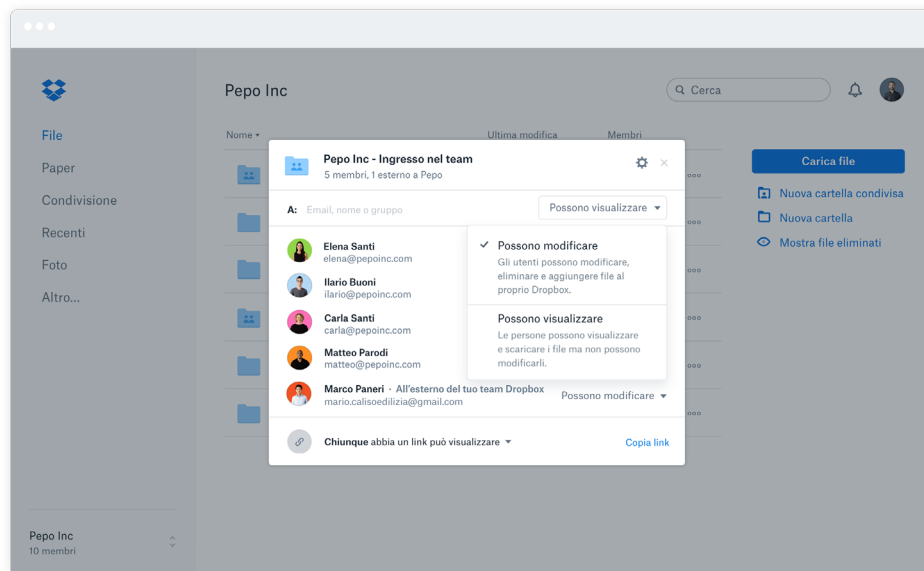 Pepo Inc
Cerca
File
Paper
Condivisione
Recenti
Foto
Altro...
Nome
Ultima modifica
Membri
Carica file
Nuova cartella condivisa
Nuova cartella
Mostra file eliminati
Pepo Inc - Ingresso nel team
5 membri, 1 esterno a Pepo
A: Email, nome o gruppo
Possono visualizzare
Elena Santi
elena@pepoinc.com
Ilario Buoni
ilario@pepoinc.com
Carla Santi
carla@pepoinc.com
Matteo Parodi
matteo@pepoinc.com
Marco Paneri · All'esterno del tuo team Dropbox
mario.calisoedilizia@gmail.com
Possono modificare
Possono modificare
Gli utenti possono modificare,
eliminare e aggiungere file al
proprio Dropbox.
Possono visualizzare
Le persone possono visualizzare
e scaricare i file ma non possono
modificarli.
Chiunque abbia un link può visualizzare
Copia link
Pepo Inc
10 membri